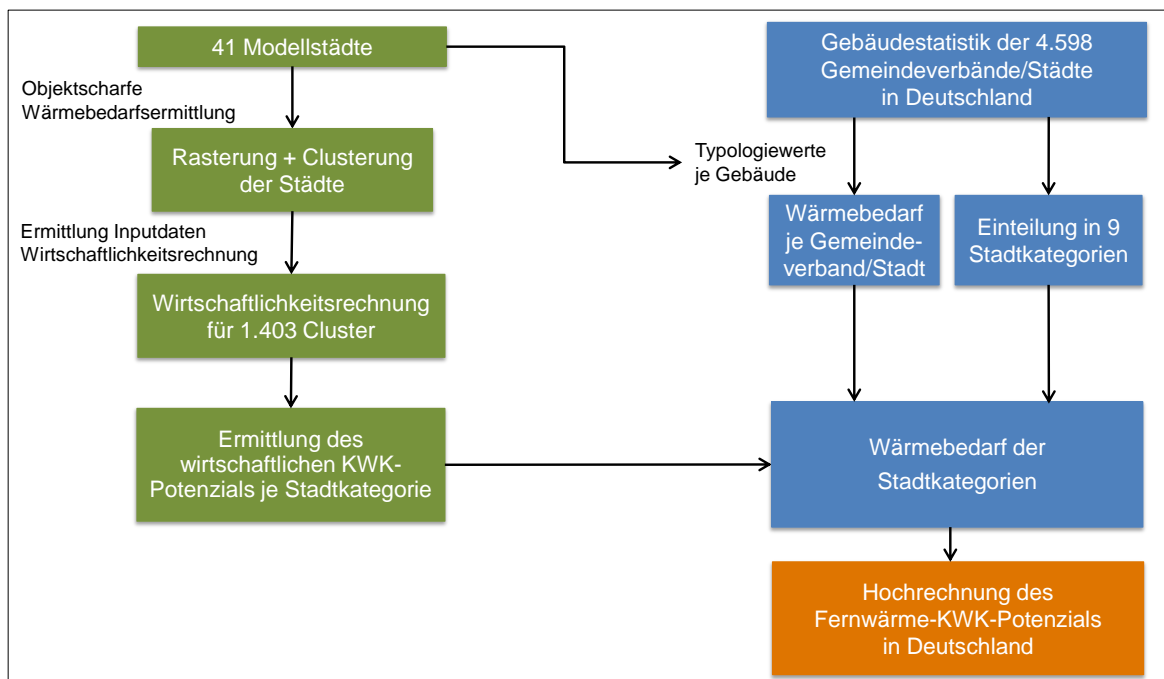 41 Modellstädte
Objektscharfe
Wärmebedarfsermittlung
Rasterung + Clusterung
der Städte
Ermittlung Inputdaten
Wirtschaftlichkeitsrechnung
Wirtschaftlichkeitsrechnung
für 1.403 Cluster
Ermittlung des
wirtschaftlichen KWK-
Potenzials je Stadtkategorie
Gebäudestatistik der 4.598
Gemeindeverbände/Städte
in Deutschland
Typologiewerte
je Gebäude
Wärmebedarf
je Gemeinde-
verband/Stadt
Einteilung in 9
Stadtkategorien
Wärmebedarf der
Stadtkategorien
Hochrechnung des
Fernwärme-KWK-Potenzials
in Deutschland